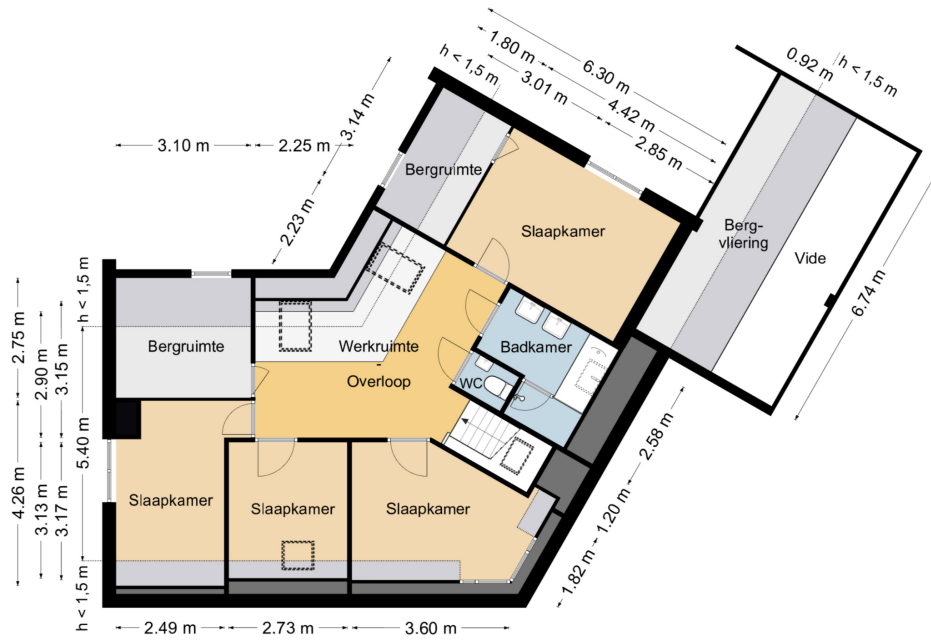 1.80 m
6.30 m
h < 1,5 m
3.01 m
4.42 m
2.85 m
0.92 m
h < 1,5 m
3.14 m
3.10 m
2.25 m
2.23 m
Bergruimte
Slaapkamer
Berg-
vliering
Vide
6.74 m
h < 1,5 m
2.75 m
2.90 m
3.15 m
5.40 m
Bergruimte
Werkruimte
Overloop
Badkamer
WC
2.58 m
1.20 m
1.82 m
4.26 m
3.13 m
3.17 m
Slaapkamer
Slaapkamer
Slaapkamer
h < 1,5 m
2.49 m
2.73 m
3.60 m